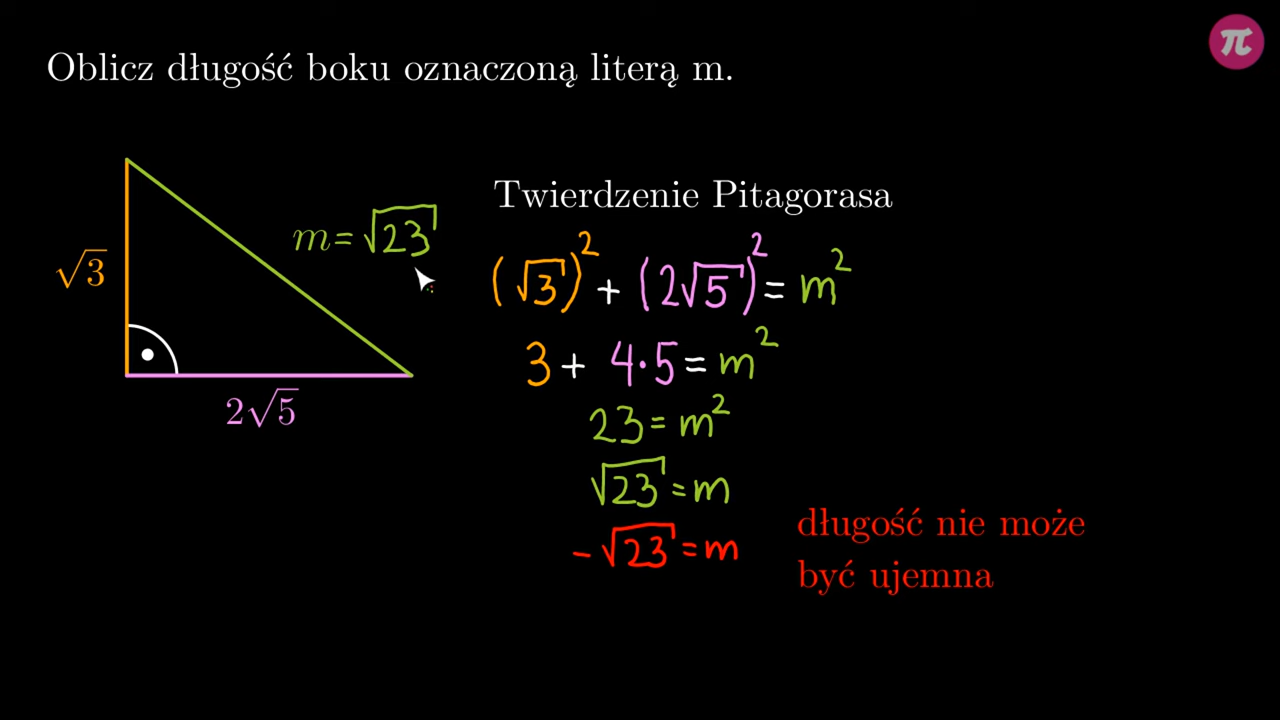 Oblicz długość boku oznaczoną literą m.
π
Twierdzenie Pitagorasa
m = √23
√3
2√5
(√3)² + (2√5)² = m²
3 + 4·5 = m²
23 = m²
√23 = m
-√23 = m
długość nie może
być ujemna